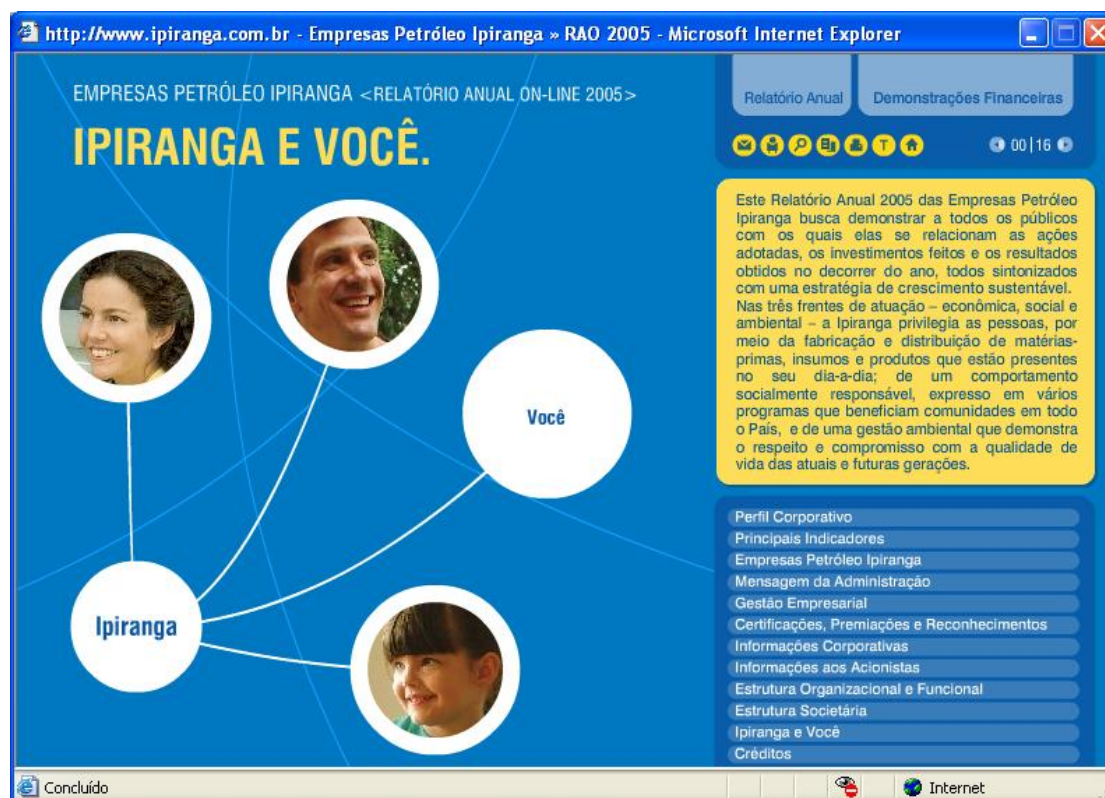 http://www.ipiranga.com.br - Empresas Petróleo Ipiranga » RAO 2005 - Microsoft Internet Explorer
EMPRESAS PETRÓLEO IPIRANGA <RELATÓRIO ANUAL ON-LINE 2005>
IPIRANGA E VOCÊ.
Você
Ipiranga
Relatório Anual
Demonstrações Financeiras
T
00|16
Este Relatório Anual 2005 das Empresas Petróleo
Ipiranga busca demonstrar a todos os públicos
com os quais elas se relacionam as ações
adotadas, os investimentos feitos e os resultados
obtidos no decorrer do ano, todos sintonizados
com uma estratégia de crescimento sustentável.
Nas três frentes de atuação – econômica, social e
ambiental – a Ipiranga privilegia as pessoas, por
meio da fabricação e distribuição de matérias-
primas, insumos e produtos que estão presentes
no seu dia-a-dia; de um comportamento
socialmente responsável, expresso em vários
programas que beneficiam comunidades em todo
o País, e de uma gestão ambiental que demonstra
o respeito e compromisso com a qualidade de
vida das atuais e futuras gerações.
Perfil Corporativo
Principais Indicadores
Empresas Petróleo Ipiranga
Mensagem da Administração
Gestão Empresarial
Certificações, Premiações e Reconhecimentos
Informações Corporativas
Informações aos Acionistas
Estrutura Organizacional e Funcional
Estrutura Societária
Ipiranga e Você
Créditos
Concluído
Internet